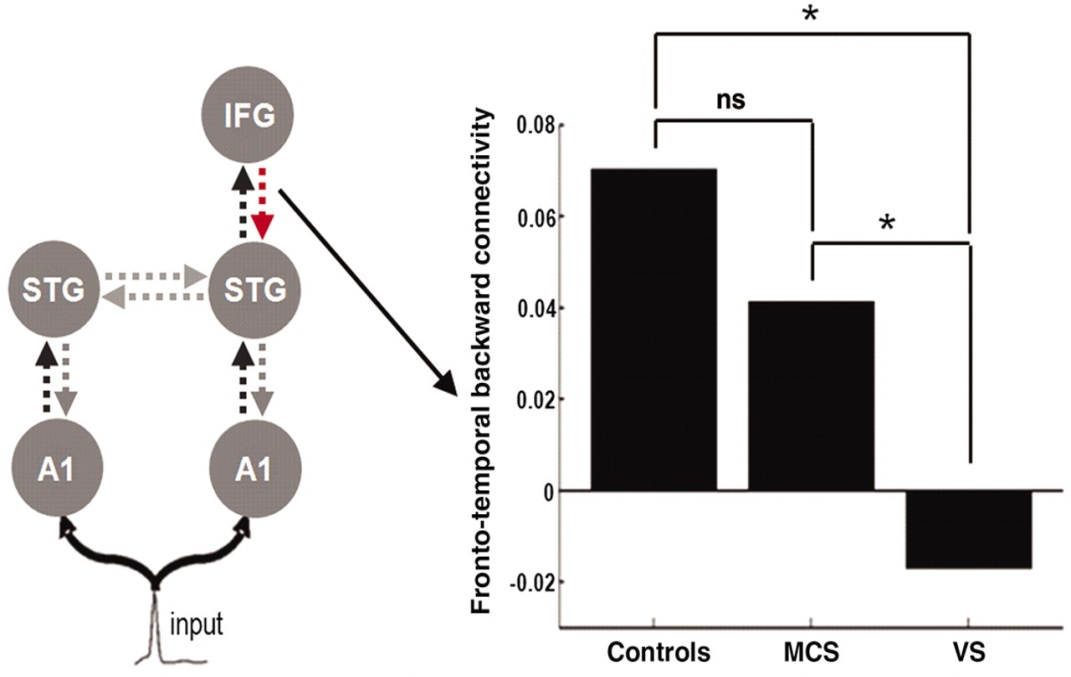 IFG
STG
STG
A1
A1
input
*
ns
*
Fronto-temporal backward connectivity
0.08
0.06
0.04
0.02
0
-0.02
Controls
MCS
VS